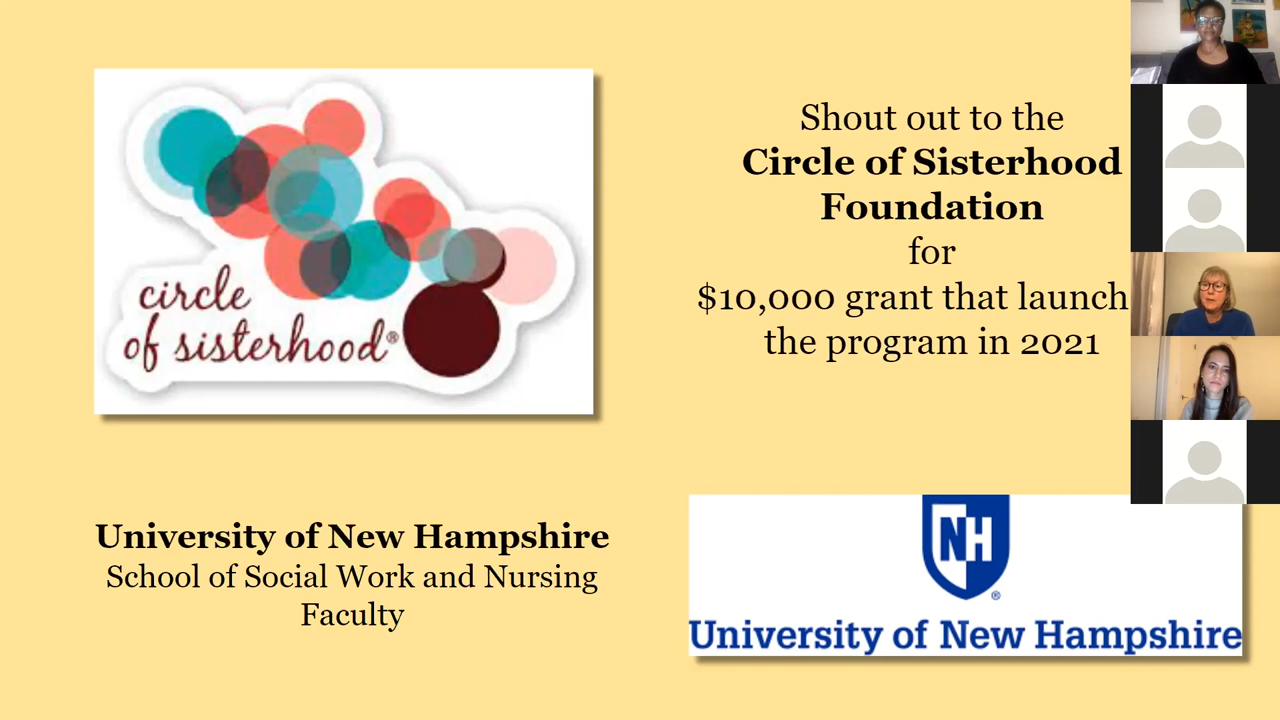 circle
of sisterhood®
Shout out to the
Circle of Sisterhood
Foundation
for
$10,000 grant that launch
the program in 2021
University of New Hampshire
School of Social Work and Nursing
Faculty
NH
®
University of New Hampshire